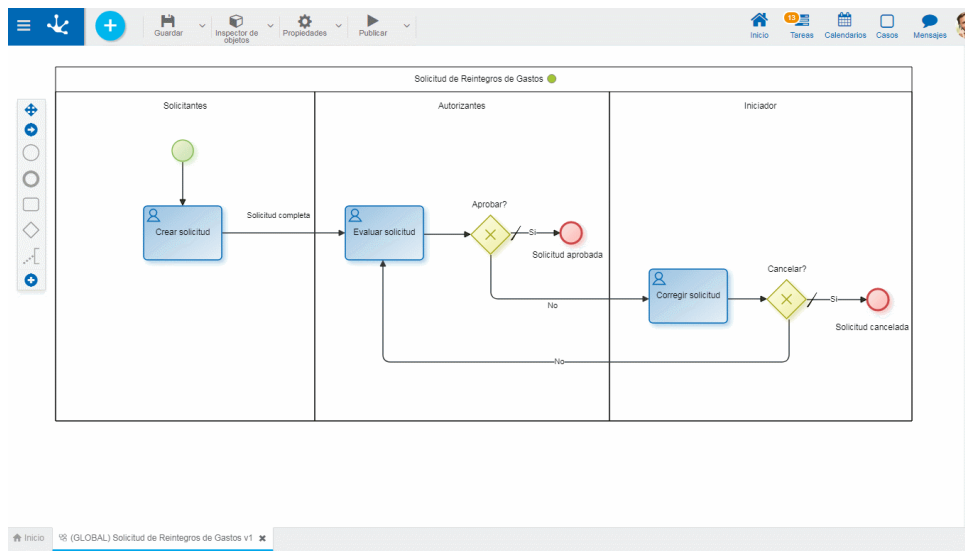 Guardar
Inspector de
objetos
Propiedades
Publicar
Inicio
13
Tareas
Calendarios
Casos
Mensajes
Solicitud de Reintegros de Gastos
Solicitantes
Autorizantes
Iniciador
Crear solicitud
Solicitud completa
Evaluar solicitud
Aprobar?
Si
Solicitud aprobada
No
Corregir solicitud
Cancelar?
Si
Solicitud cancelada
No
Inicio
(GLOBAL) Solicitud de Reintegros de Gastos v1